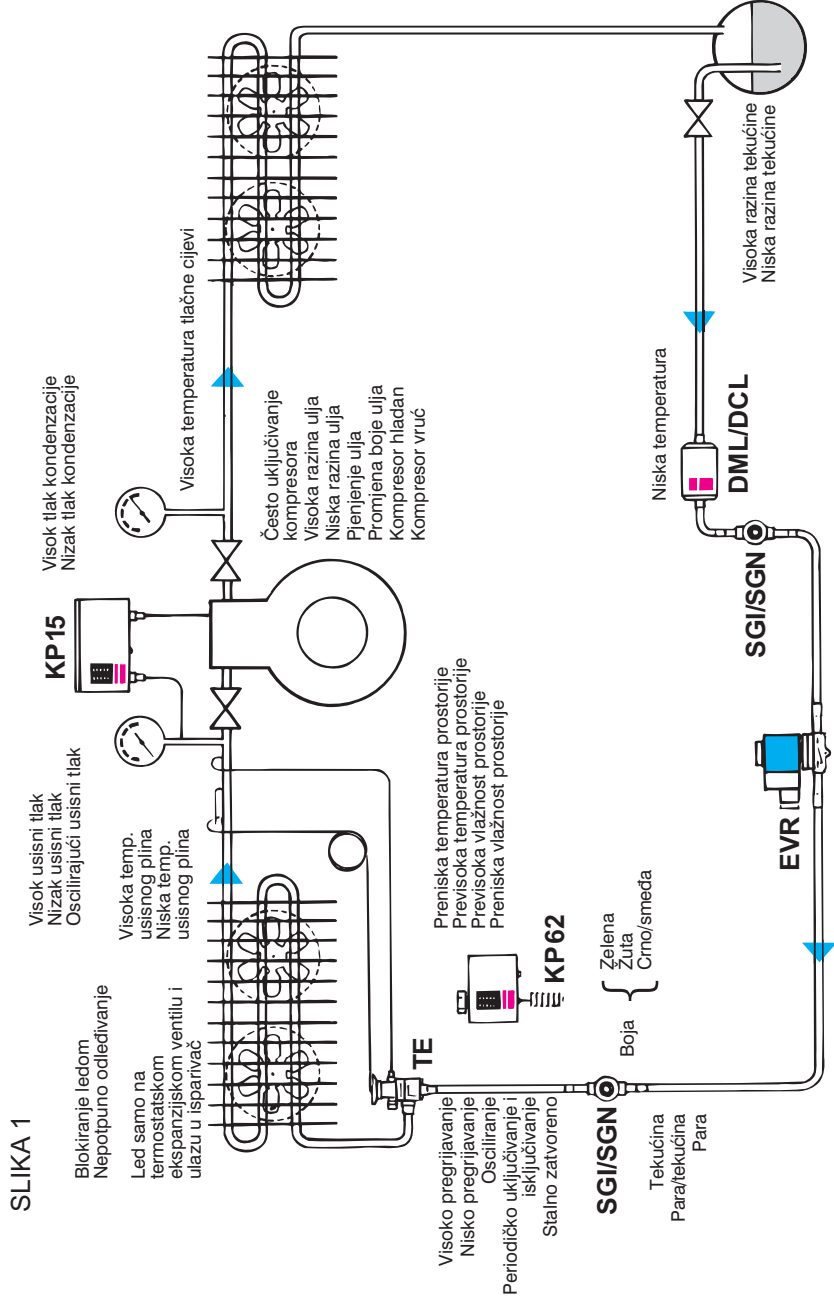 SLIKA 1
Blokiranje ledom
Nepotpuno odleđivanje
Led samo na
termostatskom
ekspanzijskom ventilu i
ulazu u isparivač
Visok usisni tlak
Nizak usisni tlak
Oscilirajući usisni tlak
Visoka temp.
usisnog plina
Niska temp.
usisnog plina
KP15
Visok tlak kondenzacije
Nizak tlak kondenzacije
Visoka temperatura tlačne cijevi
Često uključivanje
kompresora
Visoka razina ulja
Niska razina ulja
Pjenjenje ulja
Promjena boje ulja
Kompresor hladan
Kompresor vruć
TE
Visoko pregrijavanje
Nisko pregrijavanje
Osciliranje
Periodičko uključivanje i
isključivanje
Stalno zatvoreno
Preniska temperatura prostorije
Previsoka temperatura prostorije
Previsoka vlažnost prostorije
Preniska vlažnost prostorije
KP62
SGI/SGN
Boja
Zelena
Žuta
Crno/smeđa
Tekućina
Para/tekućina
Para
EVR
SGI/SGN
Niska temperatura
DML/DCL
Visoka razina tekućine
Niska razina tekućine